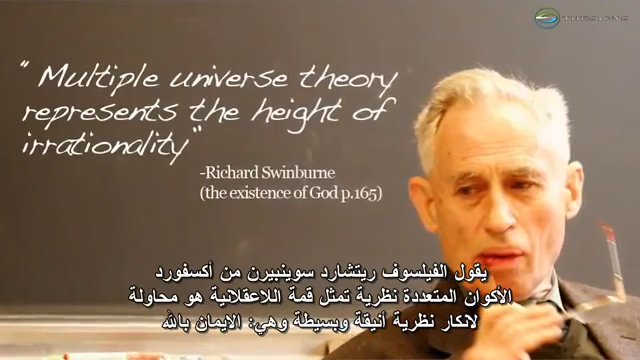 THESIGNS
“Multiple universe theory
represents the height of
irrationality”
-Richard Swinburne
(the existence of God p.165)
يقول الفيلسوف ريتشارد سوينبيرن من أكسفورد
الأكوان المتعددة نظرية تمثل قمة اللاعقلانية هو محاولة
لانكار نظرية أنيقة وبسيطة وهي: الايمان بالله